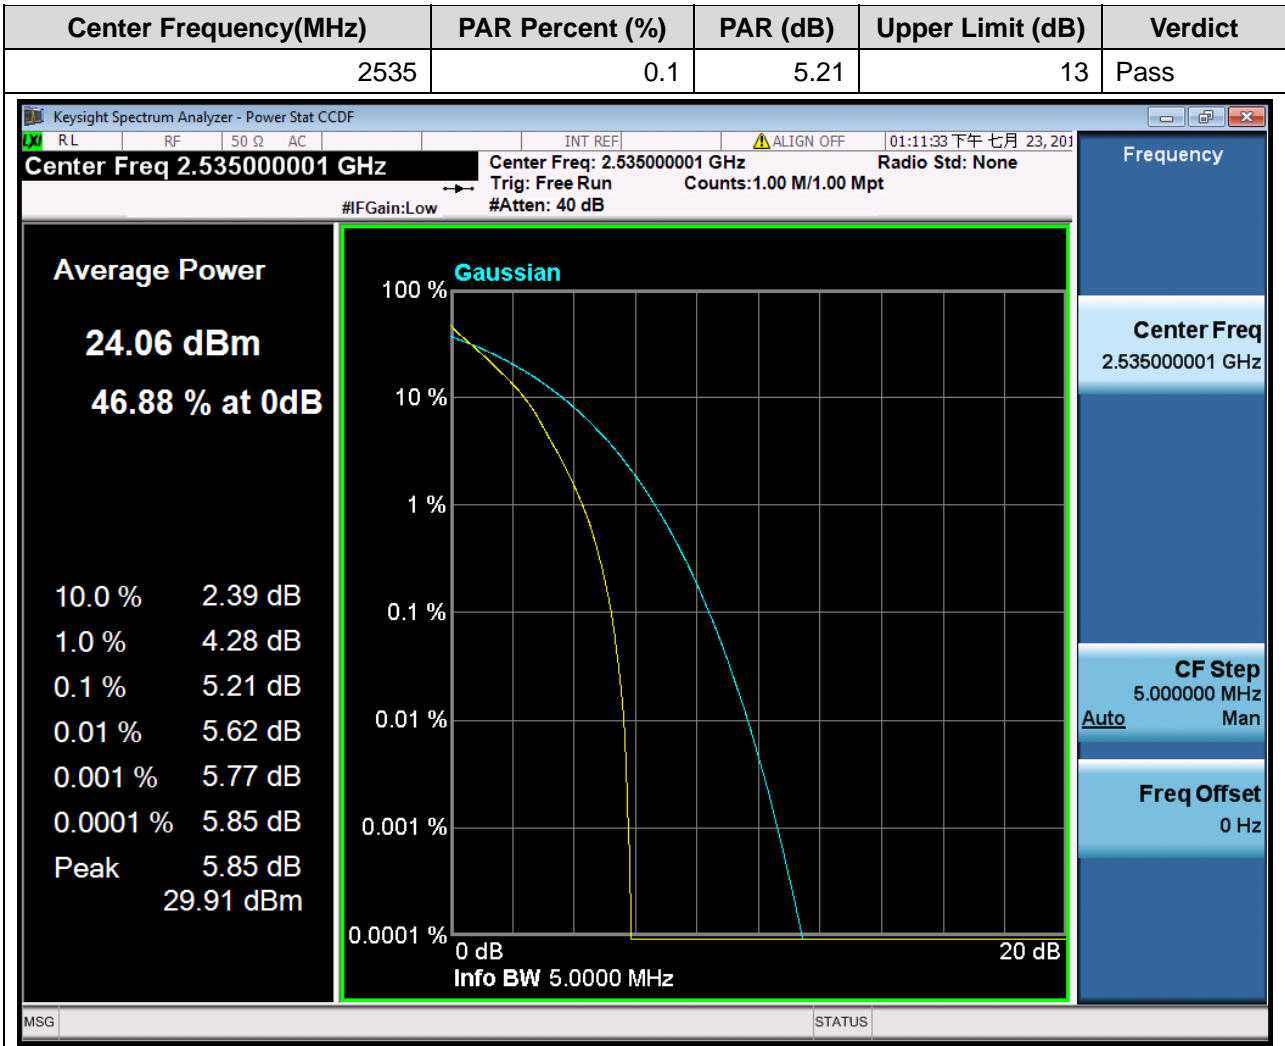 Center Frequency(MHz) PAR Percent (%) PAR (dB) Upper Limit (dB) Verdict
2535 0.1 5.21 13 Pass
Keysight Spectrum Analyzer - Power Stat CCDF
LXI RL RF 50 Ω AC INT REF ALIGN OFF 01:11:33 下午 七月 23, 201
Center Freq 2.535000001 GHz
Center Freq: 2.535000001 GHz Radio Std: None
Trig: Free Run Counts:1.00 M/1.00 Mpt
#IFGain:Low #Atten: 40 dB
Average Power
24.06 dBm
46.88 % at 0dB
10.0 % 2.39 dB
1.0 % 4.28 dB
0.1 % 5.21 dB
0.01 % 5.62 dB
0.001 % 5.77 dB
0.0001 % 5.85 dB
Peak 5.85 dB
29.91 dBm
Gaussian
100 %
10 %
1 %
0.1 %
0.01 %
0.001 %
0.0001 %
0 dB 20 dB
Info BW 5.0000 MHz
Frequency
Center Freq
2.535000001 GHz
CF Step
5.000000 MHz
Auto Man
Freq Offset
0 Hz
MSG STATUS